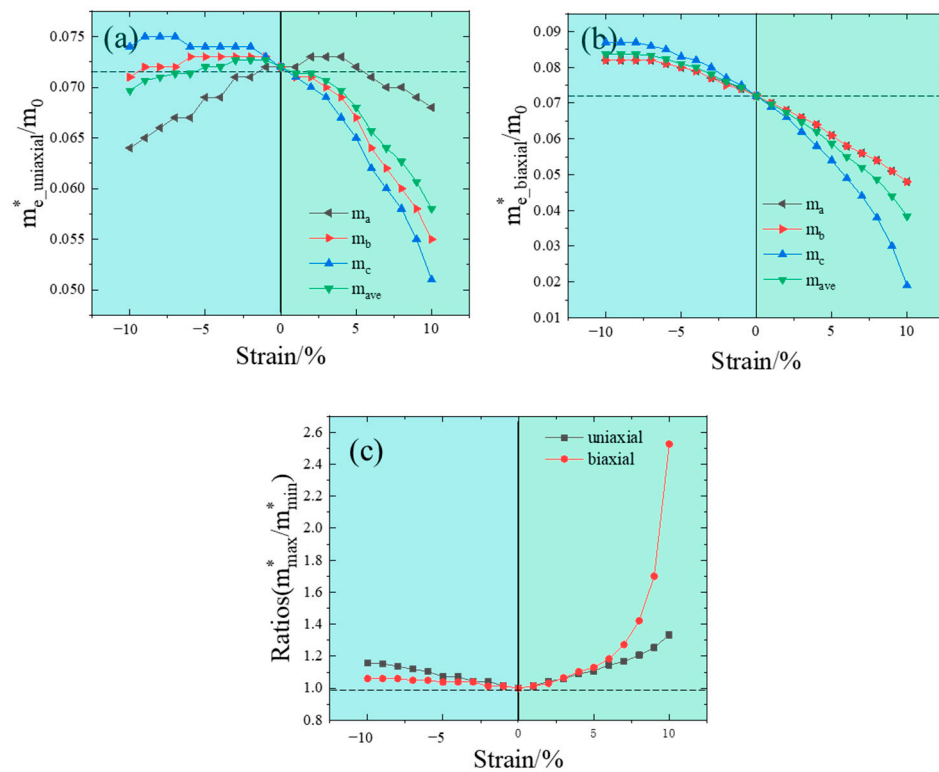 (a)
m*e_uniaxial/m0
0.075
0.070
0.065
0.060
0.055
0.050
ma
mb
mc
mave
−10
−5
0
5
10
Strain/%
(b)
m*e_biaxial/m0
0.09
0.08
0.07
0.06
0.05
0.04
0.03
0.02
0.01
ma
mb
mc
mave
−10
−5
0
5
10
Strain/%
(c)
Ratios(m*max/m*min)
2.6
2.4
2.2
2.0
1.8
1.6
1.4
1.2
1.0
0.8
uniaxial
biaxial
−10
−5
0
5
10
Strain/%